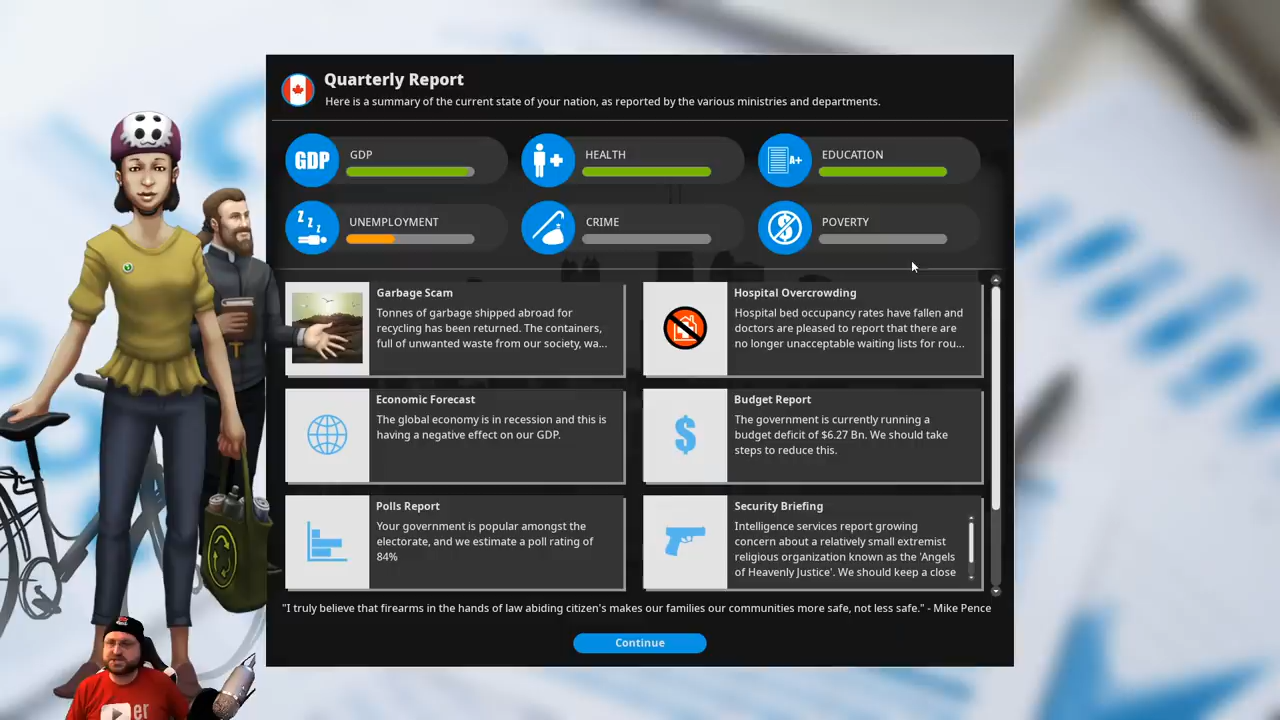 Quarterly Report
Here is a summary of the current state of your nation, as reported by the various ministries and departments.
GDP
GDP
HEALTH
A+
EDUCATION
Z Z Z
UNEMPLOYMENT
CRIME
$
POVERTY
Garbage Scam
Tonnes of garbage shipped abroad for
recycling has been returned. The containers,
full of unwanted waste from our society, wa...
Hospital Overcrowding
Hospital bed occupancy rates have fallen and
doctors are pleased to report that there are
no longer unacceptable waiting lists for rou...
Economic Forecast
The global economy is in recession and this is
having a negative effect on our GDP.
Budget Report
$
The government is currently running a
budget deficit of $6.27 Bn. We should take
steps to reduce this.
Polls Report
Your government is popular amongst the
electorate, and we estimate a poll rating of
84%
Security Briefing
Intelligence services report growing
concern about a relatively small extremist
religious organization known as the 'Angels
of Heavenly Justice'. We should keep a close
"I truly believe that firearms in the hands of law abiding citizen's makes our families our communities more safe, not less safe." - Mike Pence
Continue
er